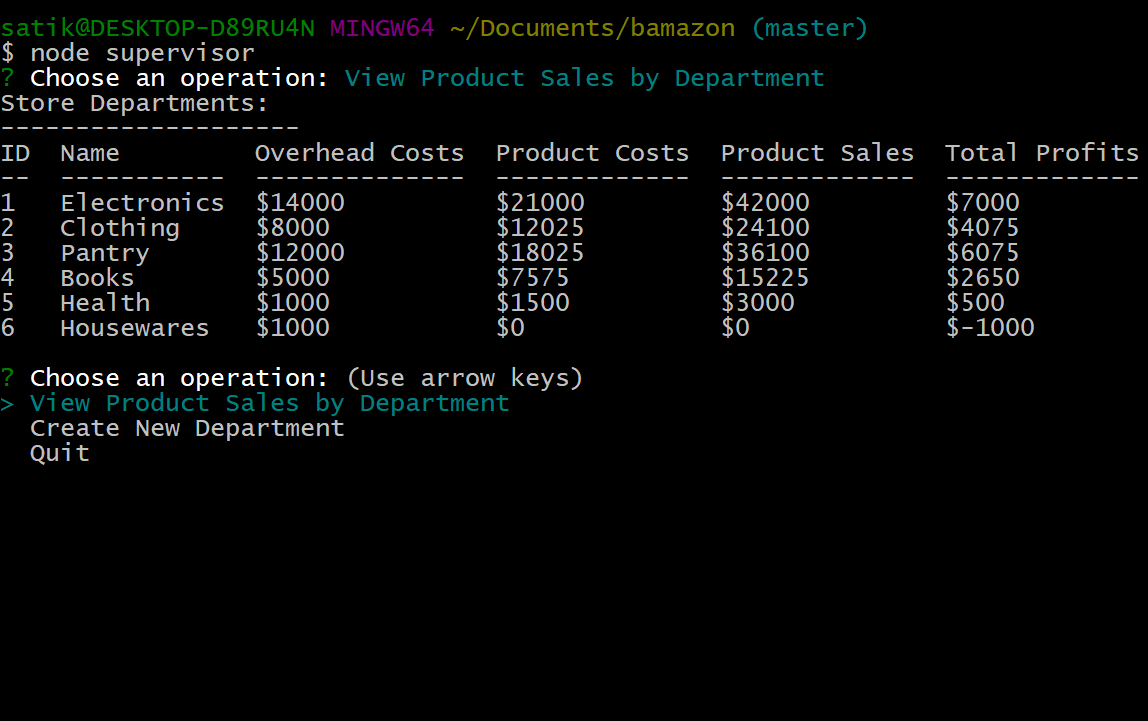 satik@DESKTOP-D89RU4N MINGW64 ~/Documents/bamazon (master)
$ node supervisor
? Choose an operation: View Product Sales by Department
Store Departments:
--------------------
ID  Name         Overhead Costs  Product Costs  Product Sales  Total Profits
--  -----------  --------------  -------------  -------------  -------------
1   Electronics  $14000          $21000         $42000         $7000
2   Clothing     $8000           $12025         $24100         $4075
3   Pantry       $12000          $18025         $36100         $6075
4   Books        $5000           $7575          $15225         $2650
5   Health       $1000           $1500          $3000          $500
6   Housewares   $1000           $0             $0             $-1000
? Choose an operation: (Use arrow keys)
> View Product Sales by Department
  Create New Department
  Quit